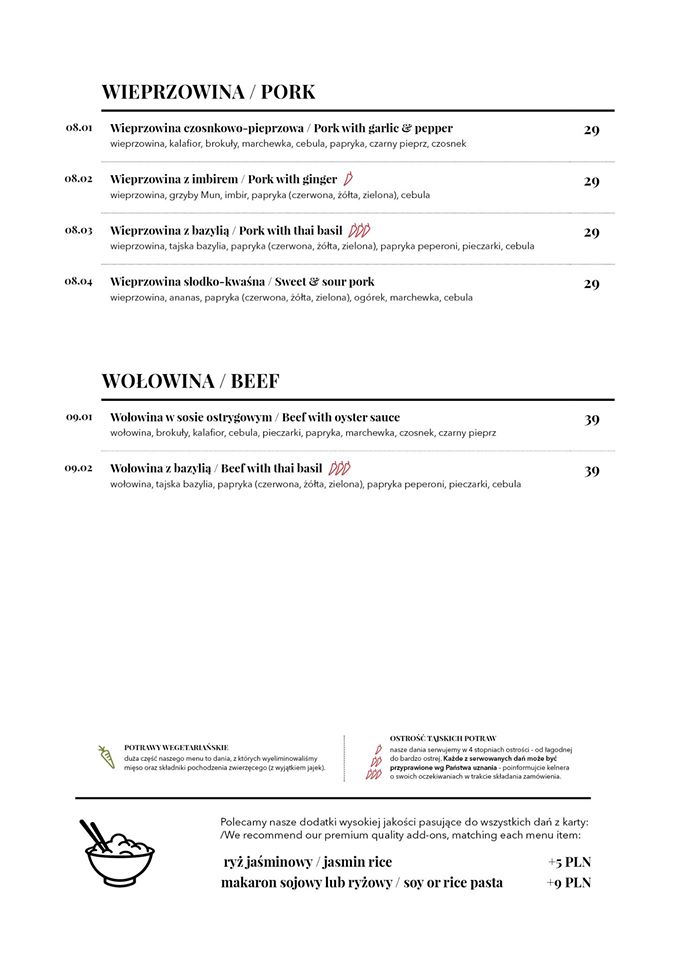 WIEPRZOWINA / PORK
08.01 Wieprzowina czosnkowo-pieprzowa / Pork with garlic & pepper 29
wieprzowina, kalafior, brokuły, marchewka, cebula, papryka, czarny pieprz, czosnek
08.02 Wieprzowina z imbirem / Pork with ginger 29
wieprzowina, grzyby Mun, imbir, papryka (czerwona, żółta, zielona), cebula
08.03 Wieprzowina z bazylią / Pork with thai basil 29
wieprzowina, tajska bazylia, papryka (czerwona, żółta, zielona), papryka peperoni, pieczarki, cebula
08.04 Wieprzowina słodko-kwaśna / Sweet & sour pork 29
wieprzowina, ananas, papryka (czerwona, żółta, zielona), ogórek, marchewka, cebula
WOŁOWINA / BEEF
09.01 Wołowina w sosie ostrygowym / Beef with oyster sauce 39
wołowina, brokuły, kalafior, cebula, pieczarki, papryka, marchewka, czosnek, czarny pieprz
09.02 Wołowina z bazylią / Beef with thai basil 39
wołowina, tajska bazylia, papryka (czerwona, żółta, zielona), papryka peperoni, pieczarki, cebula
POTRAWY WEGETARIAŃSKIE
duża część naszego menu to dania, z których wyeliminowaliśmy
mięso oraz składniki pochodzenia zwierzęcego (z wyjątkiem jajek).
OSTROŚĆ TAJSKICH POTRAW
nasze dania serwujemy w 4 stopniach ostrości - od łagodnej
do bardzo ostrej. Każde z serwowanych dań może być
przyprawione wg Państwa uznania - poinformujcie kelnera
o swoich oczekiwaniach w trakcie składania zamówienia.
Polecamy nasze dodatki wysokiej jakości pasujące do wszystkich dań z karty:
/We recommend our premium quality add-ons, matching each menu item:
ryż jaśminowy / jasmin rice +5 PLN
makaron sojowy lub ryżowy / soy or rice pasta +9 PLN